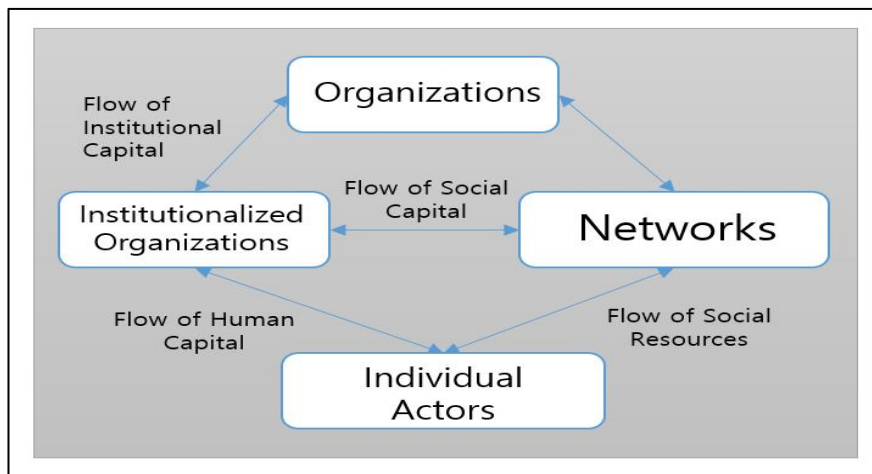 Organizations
Flow of
Institutional
Capital
Flow of Social
Capital
Institutionalized
Organizations
Networks
Flow of Human
Capital
Flow of Social
Resources
Individual
Actors